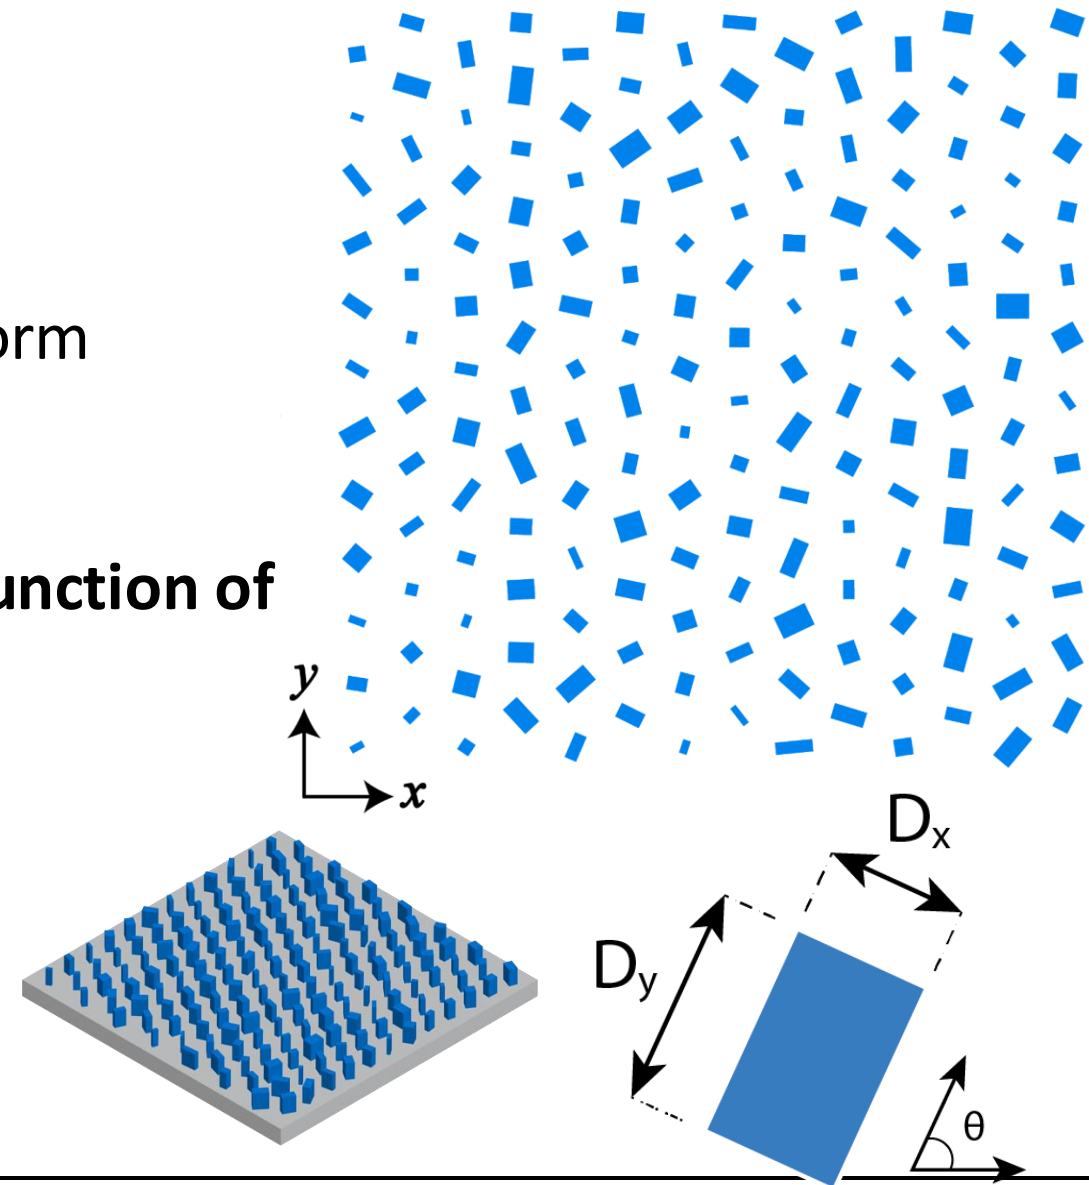 orm
unction of
y
x
Dx
Dy
θ